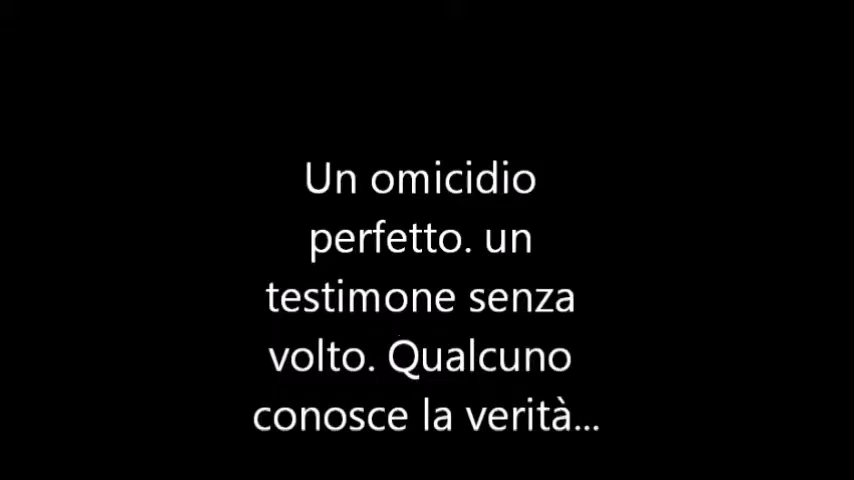 Un omicidio
perfetto. un
testimone senza
volto. Qualcuno
conosce la verità...